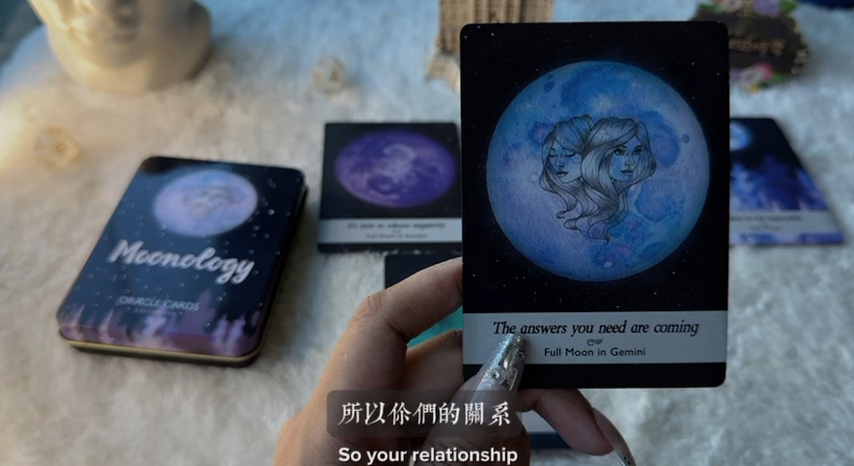 The answers you need are coming
Full Moon in Gemini
Moonology
ORACLE CARDS
所以你們的關系
So your relationship